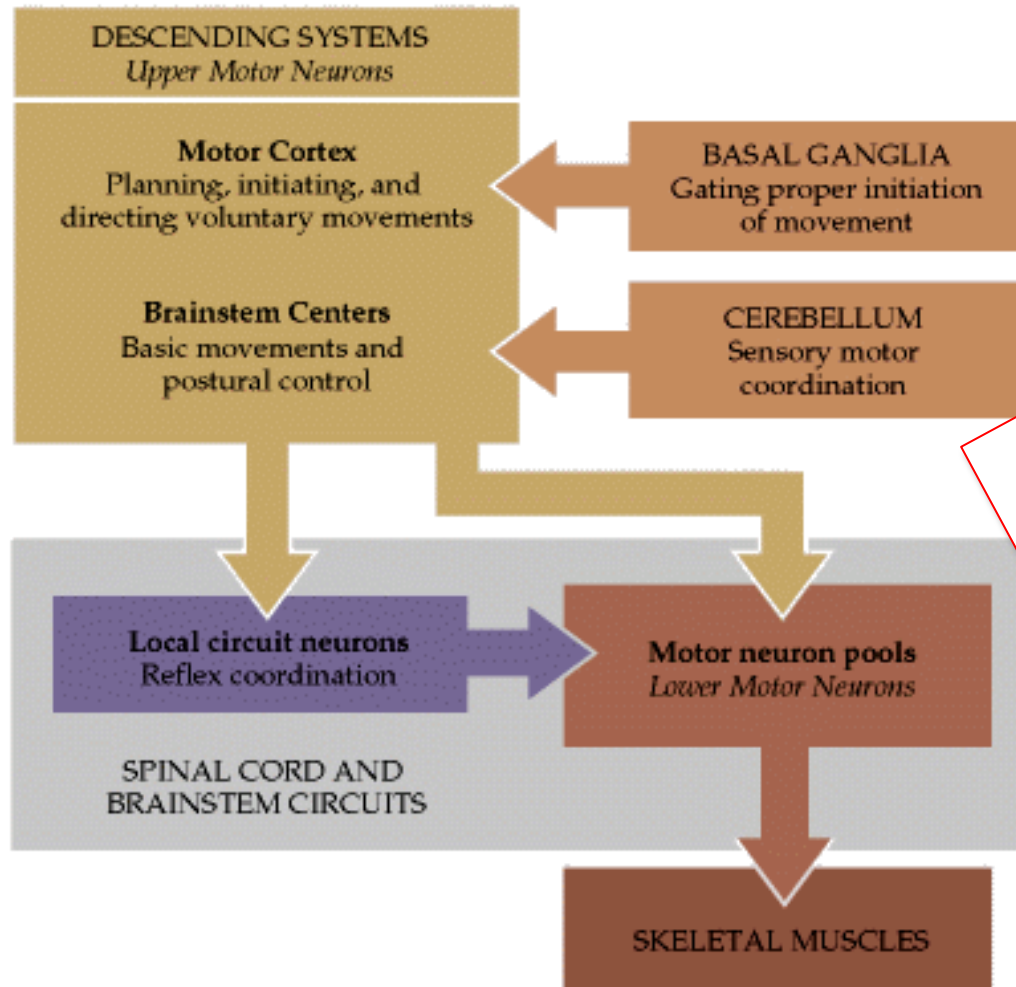 DESCENDING SYSTEMS
Upper Motor Neurons
Motor Cortex
Planning, initiating, and
directing voluntary movements
Brainstem Centers
Basic movements and
postural control
BASAL GANGLIA
Gating proper initiation
of movement
CEREBELLUM
Sensory motor
coordination
Local circuit neurons
Reflex coordination
Motor neuron pools
Lower Motor Neurons
SPINAL CORD AND
BRAINSTEM CIRCUITS
SKELETAL MUSCLES